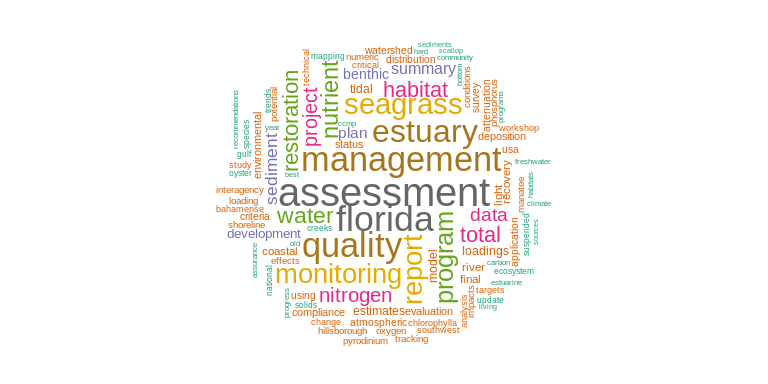 sediments
hard
scallop
watershed
community
mapping
numeric
distribution
critical
bottom
technical
benthic
summary
tidal
habitat
conditions
survey
attenuation
phosphorus
programs
recommendations
trends
potential
restoration
project
nutrient
seagrass
year
ccmp
plan
status
estuary
workshop
deposition
species
environmental
sediment
gulf
study
oyster
best
management
usa
recovery
light
freshwater
manatee
habitats
climate
interagency
loading
bahamense
criteria
shoreline
development
assessment
water
creeks
florida
data
total
application
suspended
sources
old
quality
coastal
effects
assurance
national
monitoring
report
model
program
loadings
river
final
carbon
ecosystem
estuarine
progress
using
solids
nitrogen
targets
update
living
impacts
analysis
compliance
estimates
evaluation
change
atmospheric
chlorophylla
hillsborough
oxygen
southwest
pyrodinium
tracking